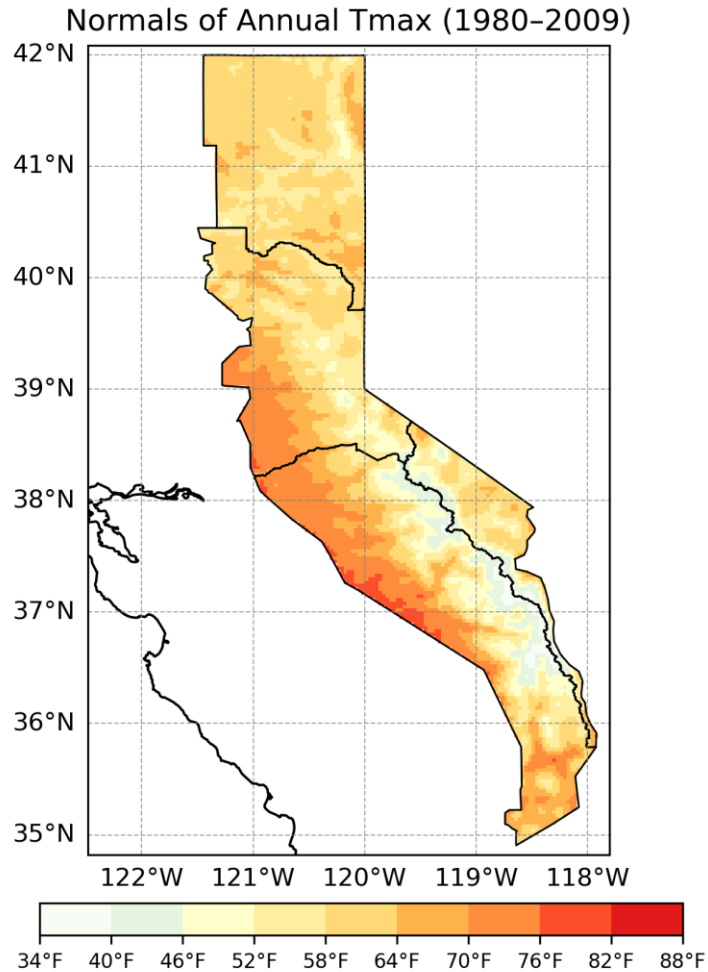 Normals of Annual Tmax (1980–2009)
42°N
41°N
40°N
39°N
38°N
37°N
36°N
35°N
122°W 121°W 120°W 119°W 118°W
34°F 40°F 46°F 52°F 58°F 64°F 70°F 76°F 82°F 88°F